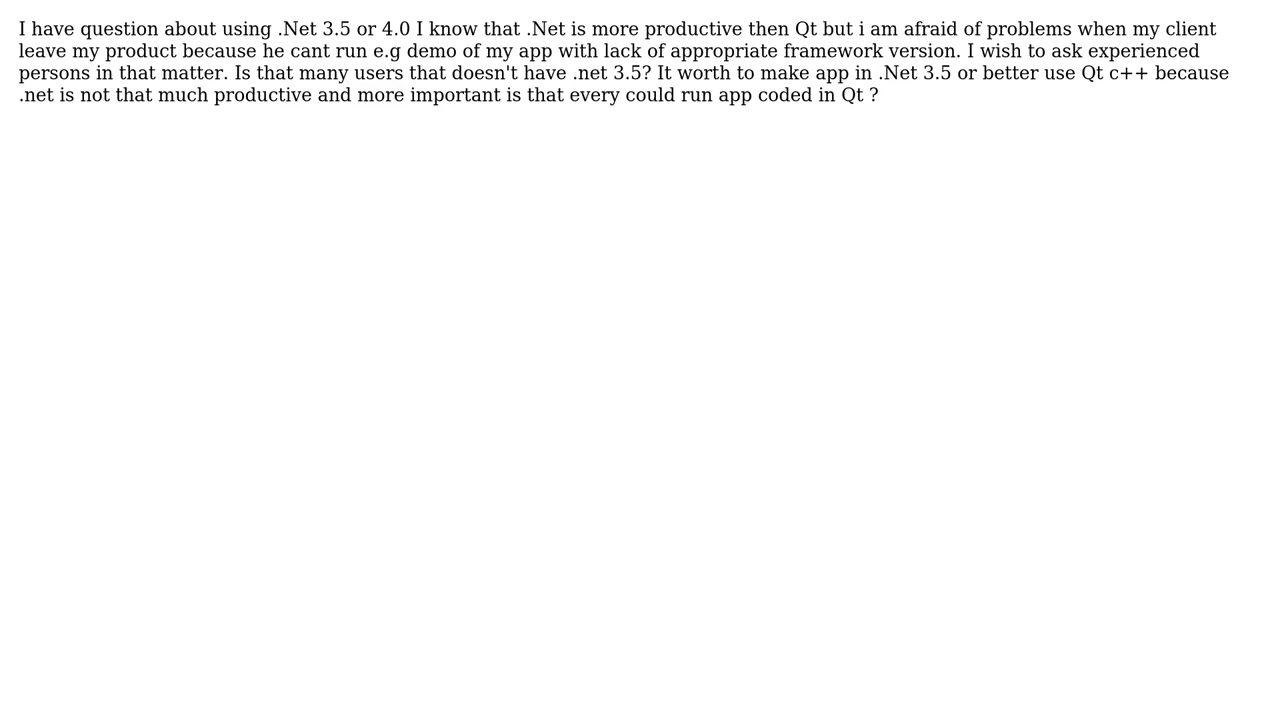 I have question about using .Net 3.5 or 4.0 I know that .Net is more productive then Qt but i am afraid of problems when my client
leave my product because he cant run e.g demo of my app with lack of appropriate framework version. I wish to ask experienced
persons in that matter. Is that many users that doesn't have .net 3.5? It worth to make app in .Net 3.5 or better use Qt c++ because
.net is not that much productive and more important is that every could run app coded in Qt ?